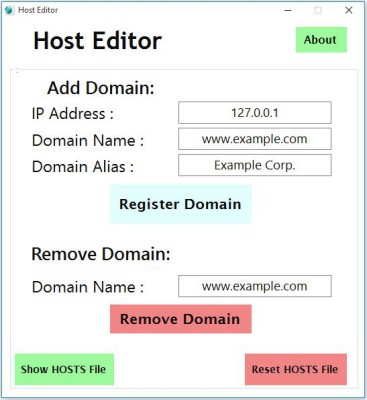 Host Editor
Host Editor
About
Add Domain:
IP Address : 127.0.0.1
Domain Name : www.example.com
Domain Alias : Example Corp.
Register Domain
Remove Domain:
Domain Name : www.example.com
Remove Domain
Show HOSTS File
Reset HOSTS File